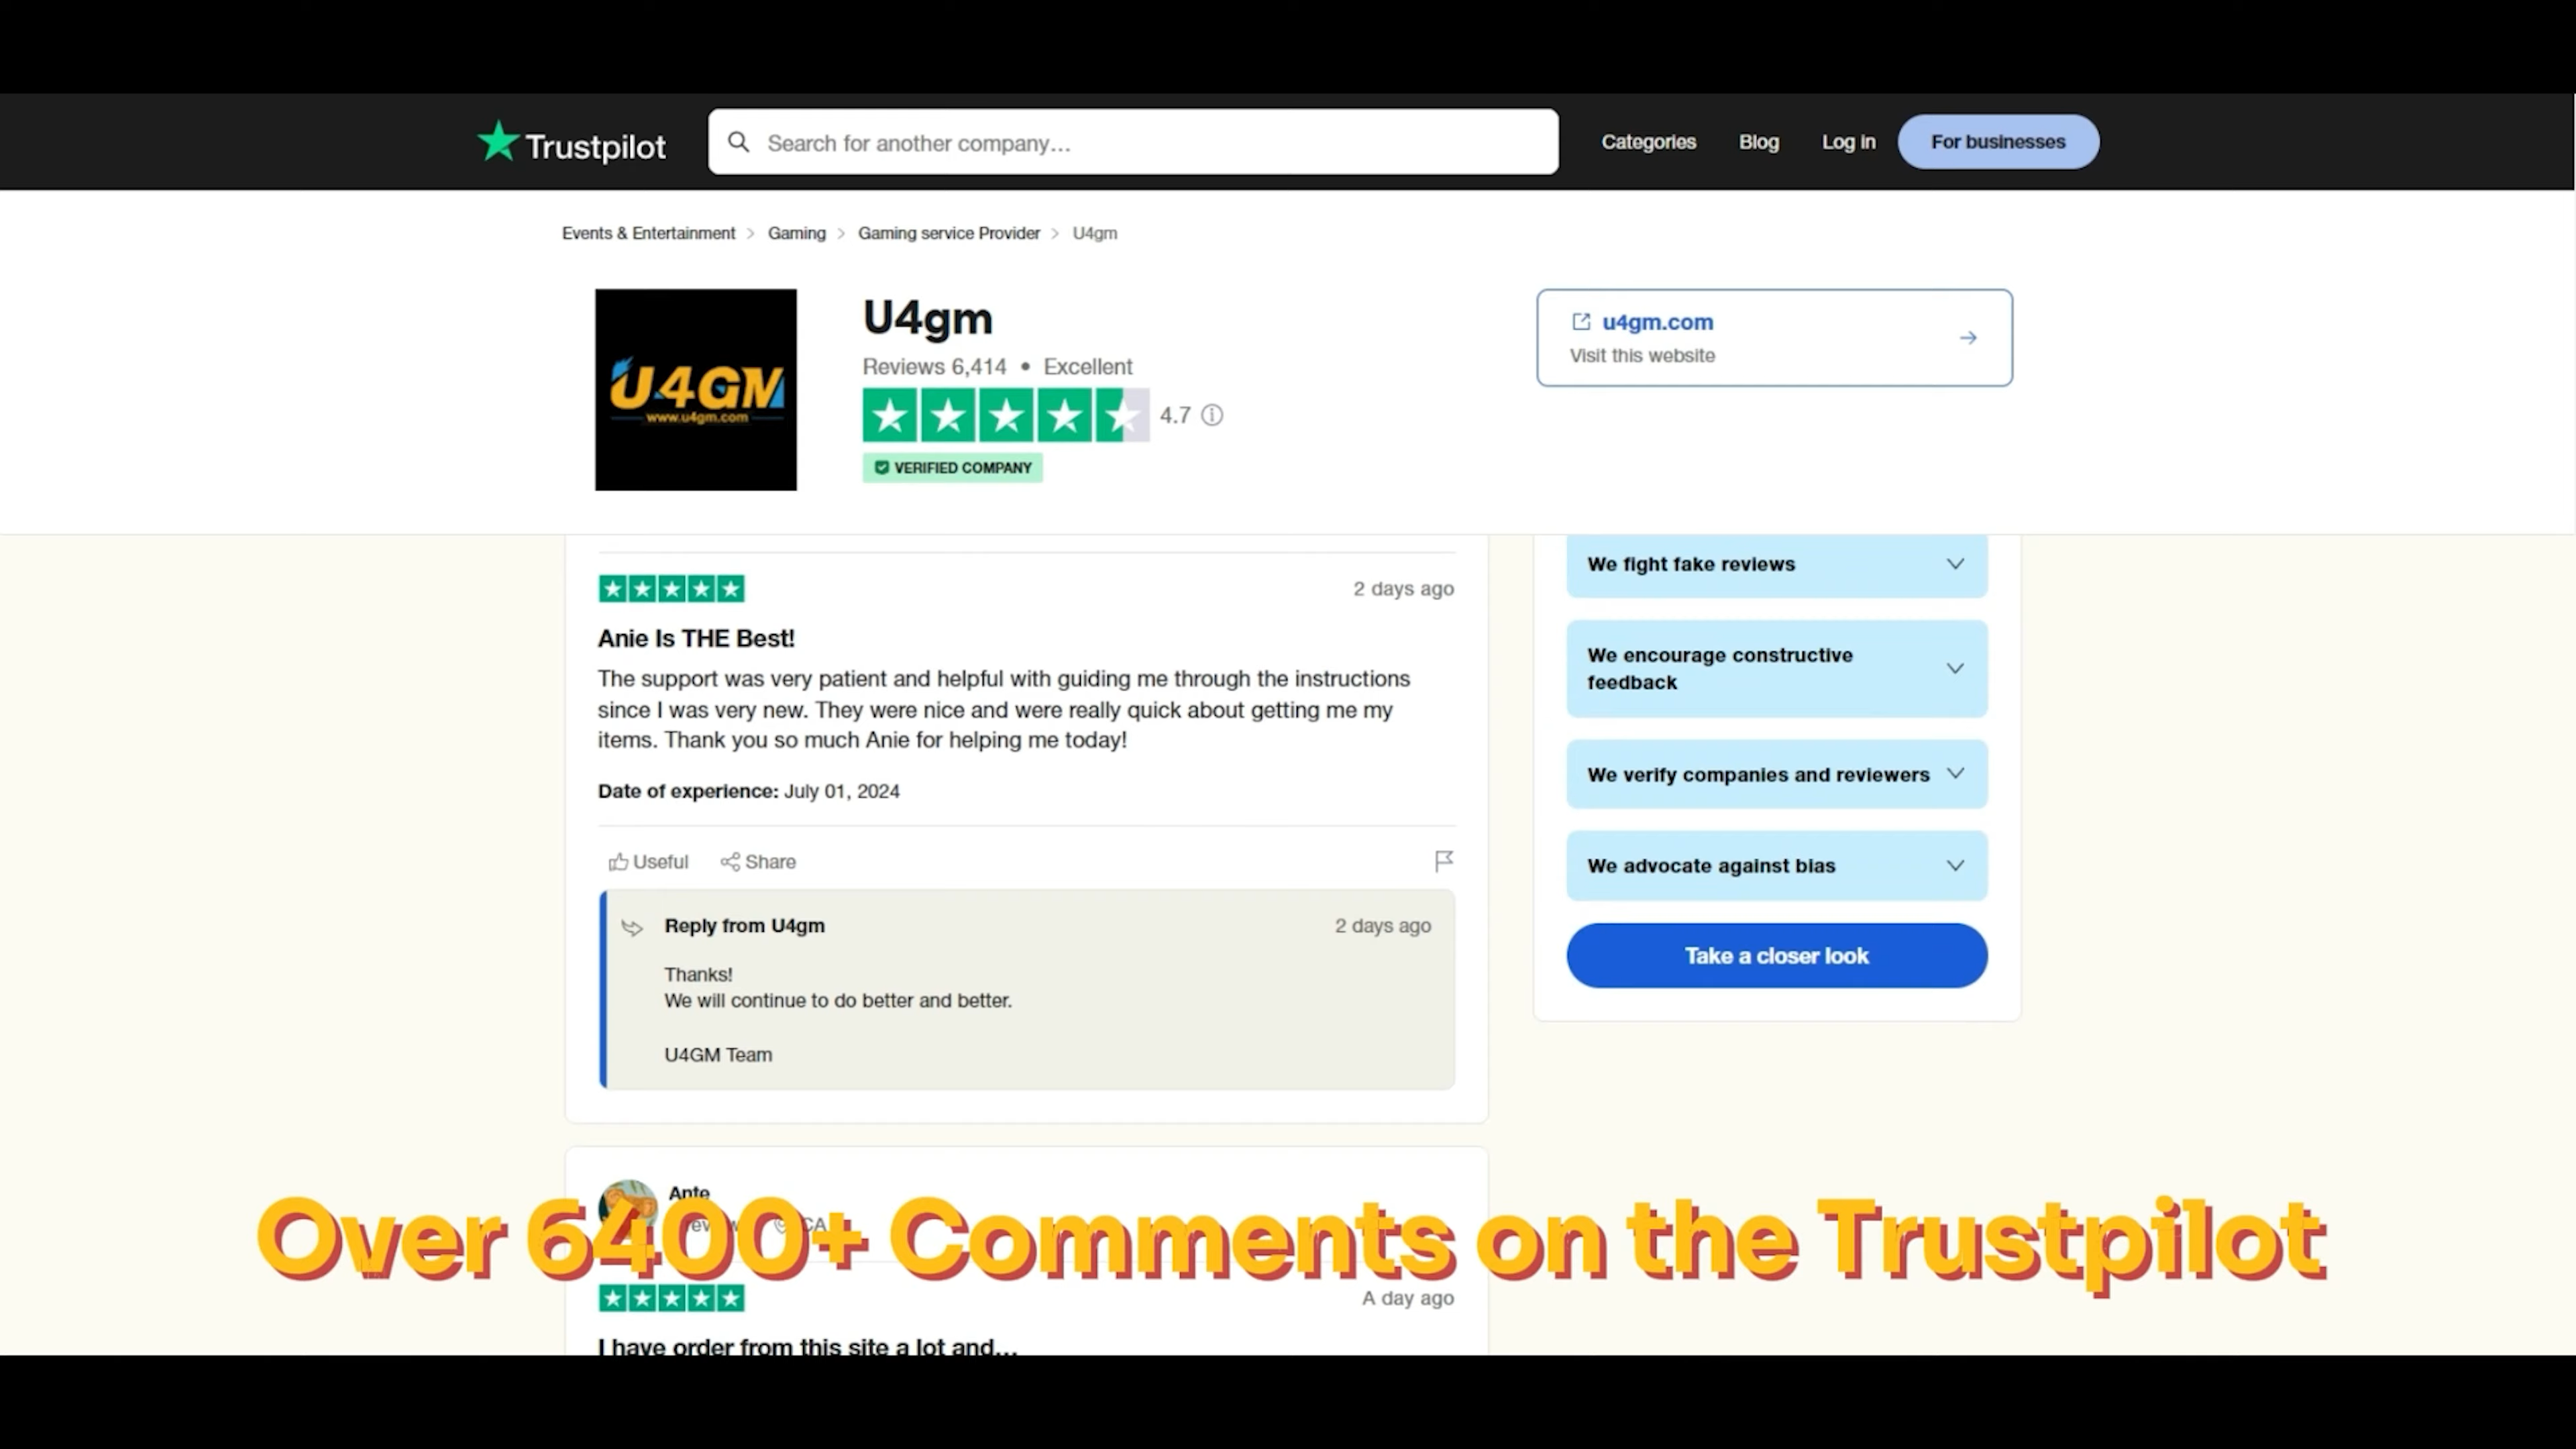 Trustpilot
Search for another company...
Categories
Blog
Log in
For businesses
Events & Entertainment > Gaming > Gaming service Provider > U4gm
U4GM
www.u4gm.com
U4gm
Reviews 6,414 • Excellent
4.7
VERIFIED COMPANY
u4gm.com
Visit this website
2 days ago
Anie Is THE Best!
The support was very patient and helpful with guiding me through the instructions
since I was very new. They were nice and were really quick about getting me my
items. Thank you so much Anie for helping me today!
Date of experience: July 01, 2024
Useful
Share
Reply from U4gm
2 days ago
Thanks!
We will continue to do better and better.
U4GM Team
We fight fake reviews
We encourage constructive
feedback
We verify companies and reviewers
We advocate against bias
Take a closer look
Ante
CA
Over 6400+ Comments on the Trustpilot
A day ago
I have order from this site a lot and...